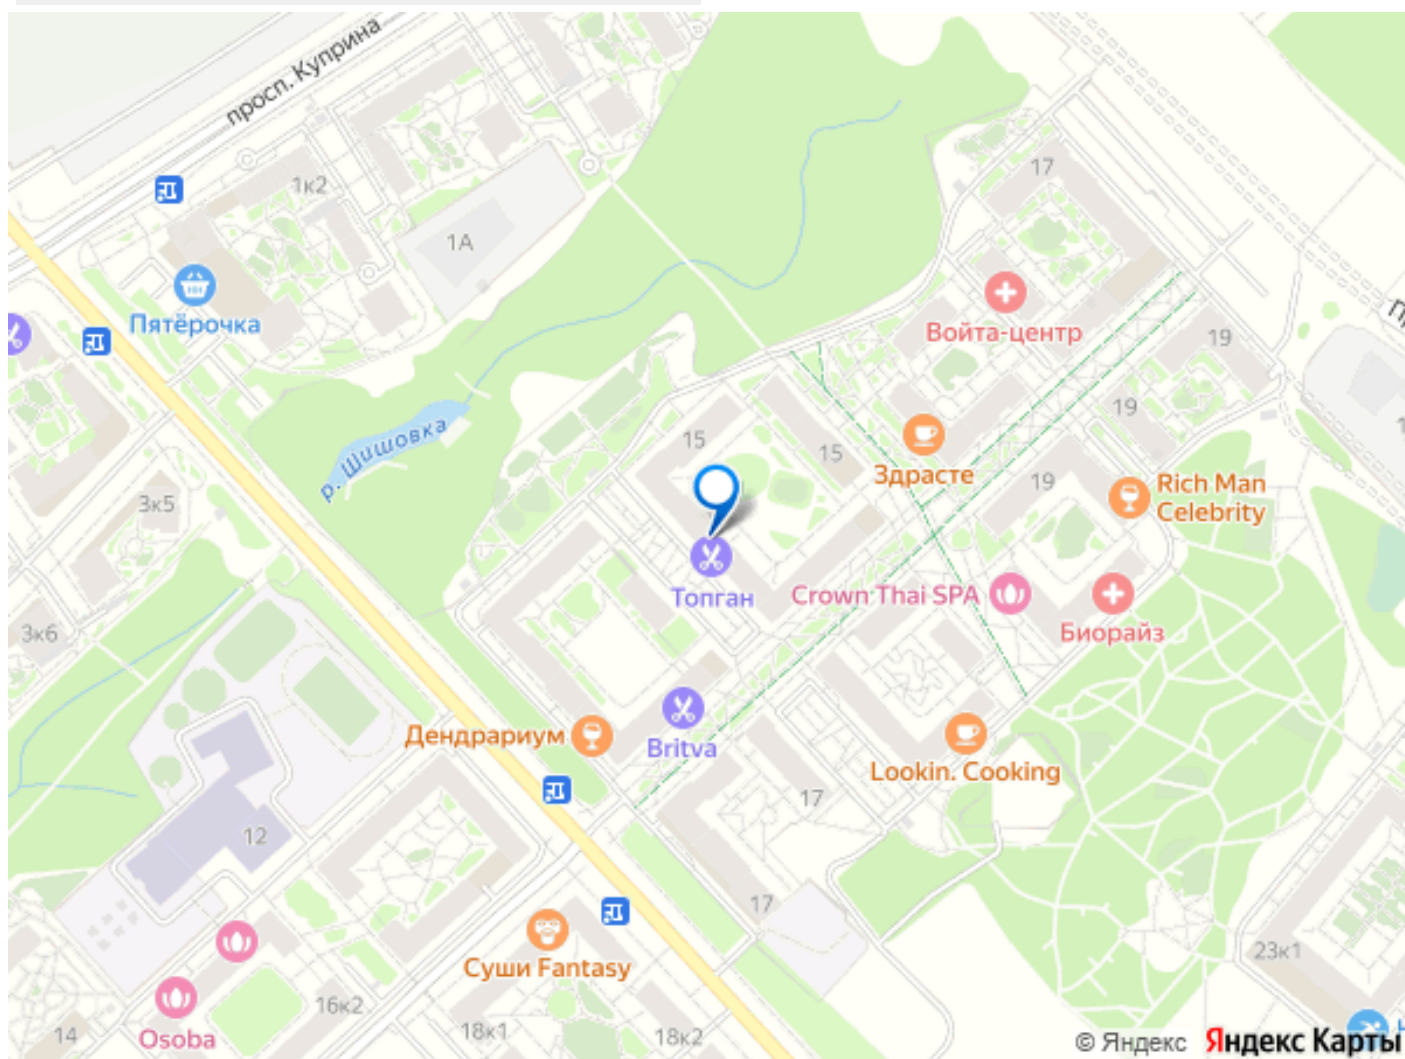 просп. Куприна
1к2
1А
17
Пятёрочка
Войта-центр
19
19
р. Шишовка
15
15
Здрасте
19
Rich Man
Celebrity
3к5
Топган
Crown Thai SPA
Биорайз
3к6
Дендрариум
Britva
Lookin. Cooking
17
12
17
23к1
Суши Fantasy
16к2
18к1
18к2
14
Osoba
© Яндекс Яндекс Карты